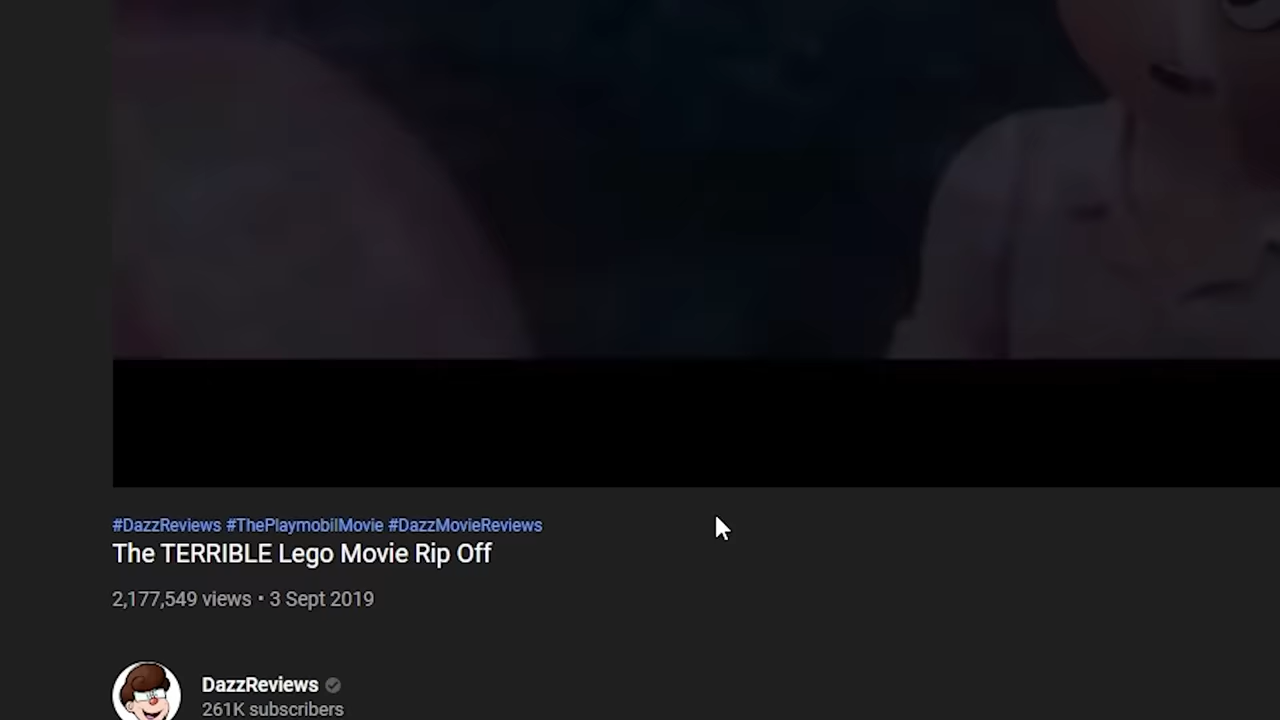 #DazzReviews #ThePlaymobilMovie #DazzMovieReviews
The TERRIBLE Lego Movie Rip Off
2,177,549 views • 3 Sept 2019
DazzReviews
261K subscribers